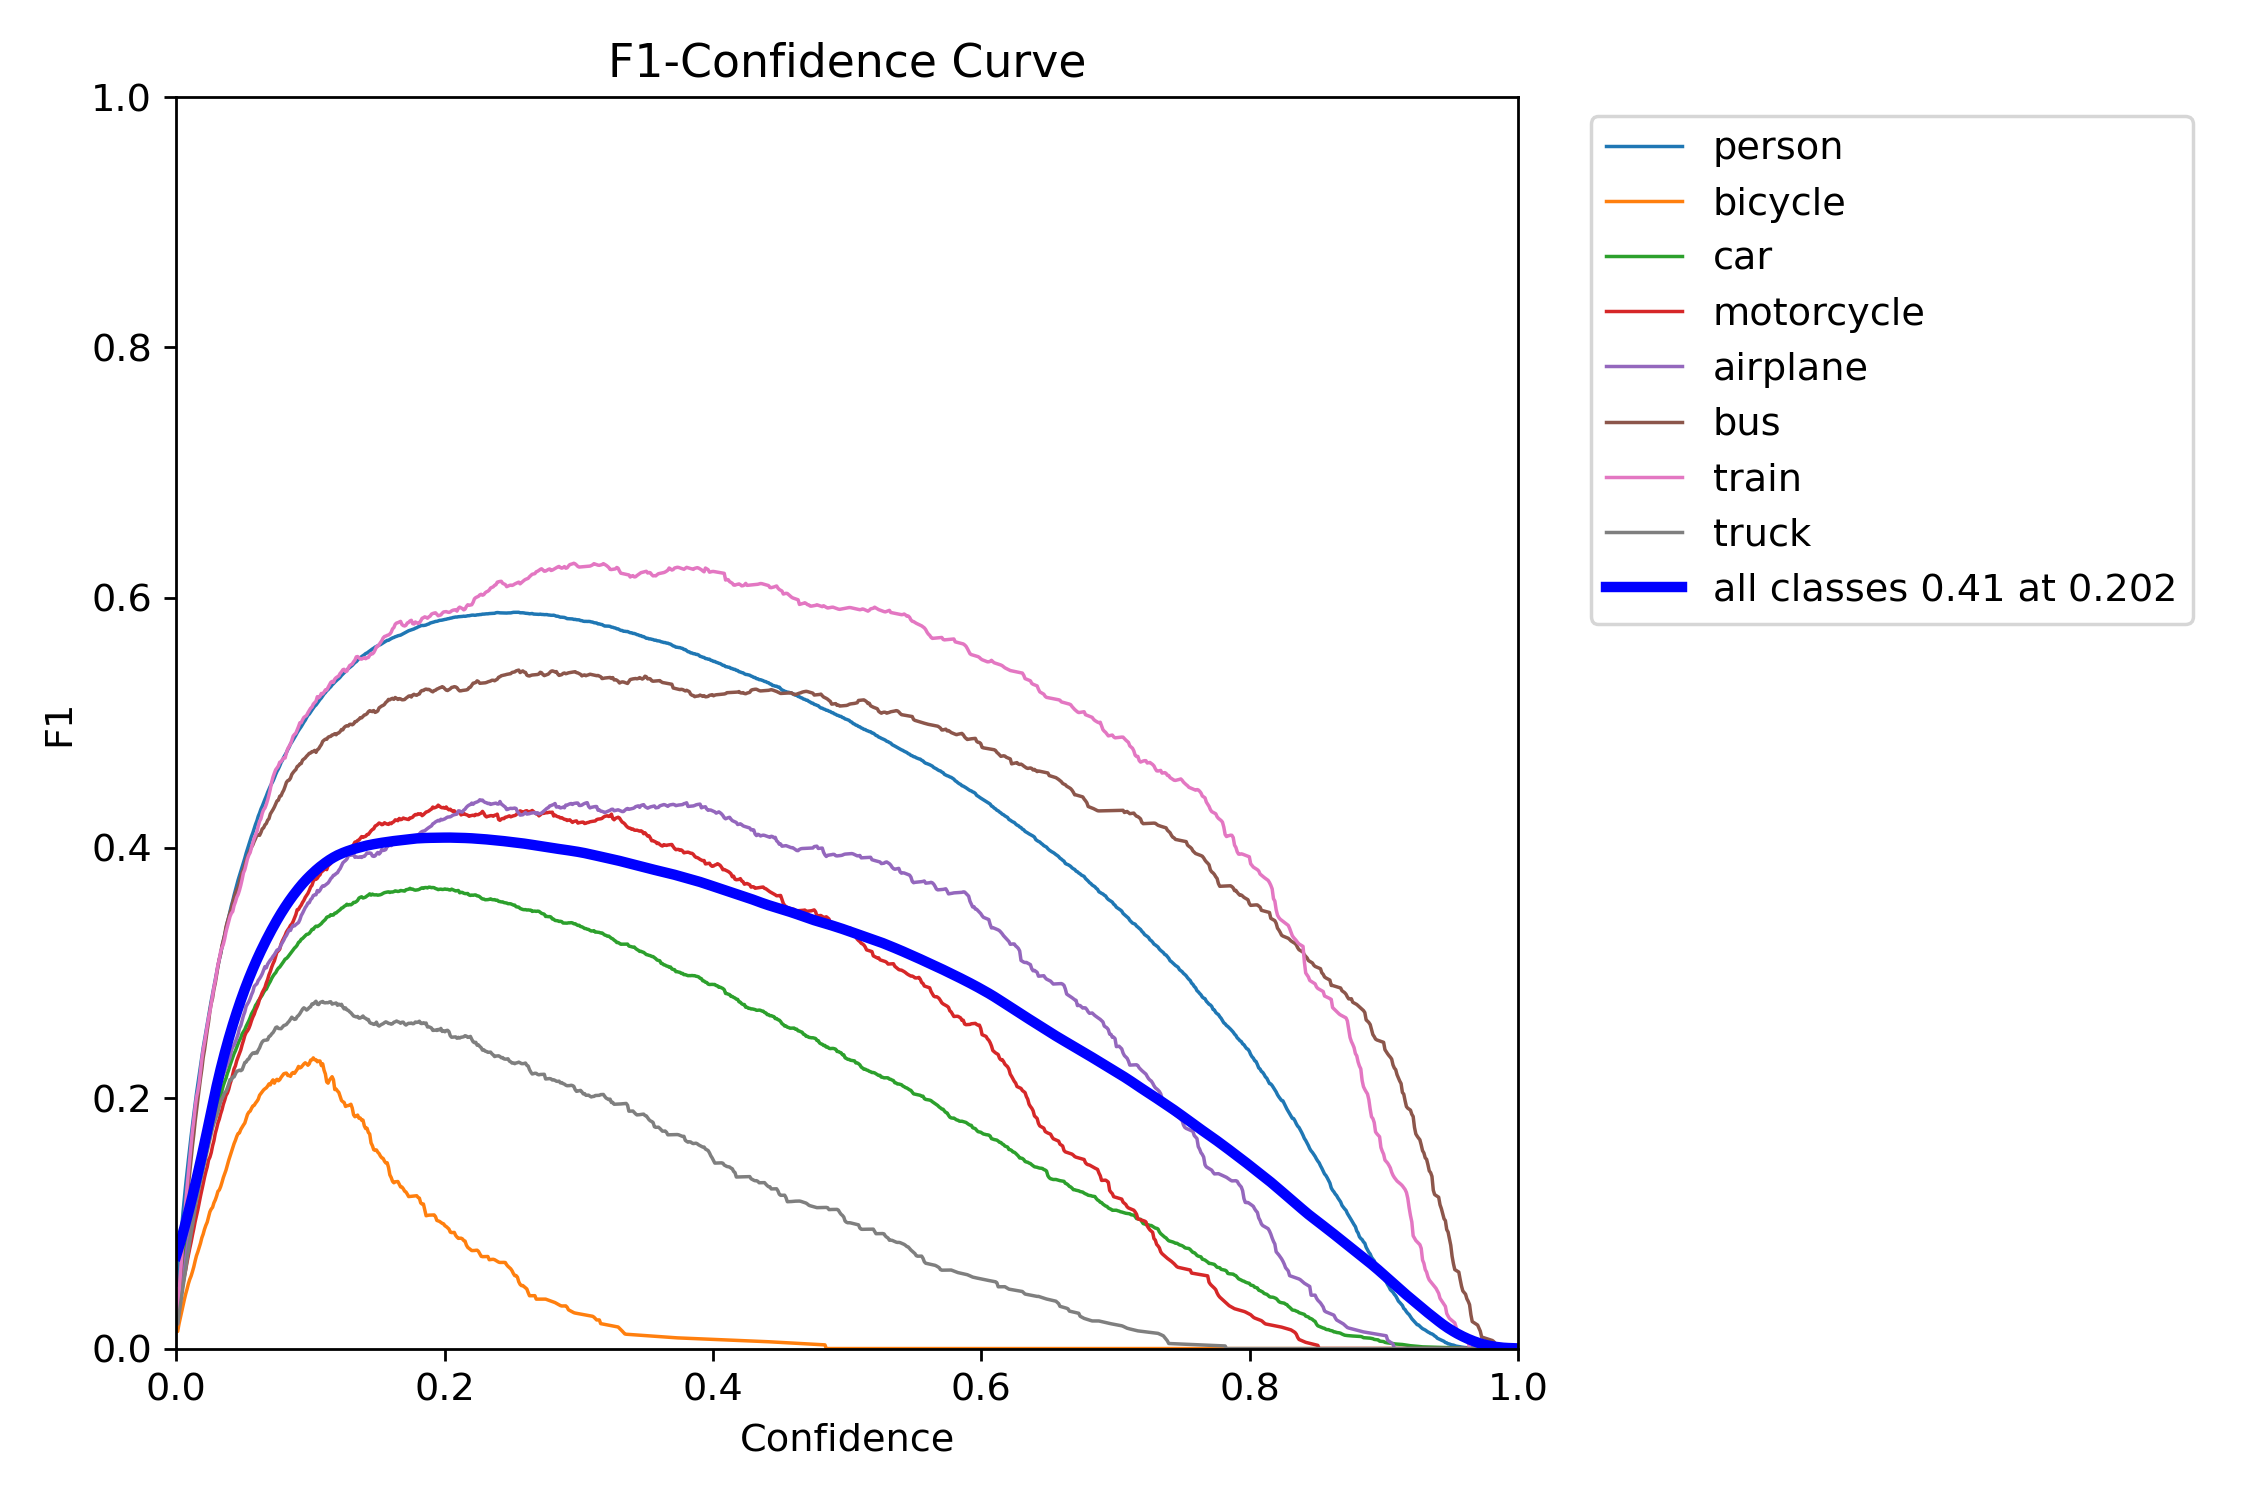 F1-Confidence Curve
1.0
0.8
0.6
0.4
0.2
0.0
F1
0.0 0.2 0.4 0.6 0.8 1.0
Confidence
person
bicycle
car
motorcycle
airplane
bus
train
truck
all classes 0.41 at 0.202